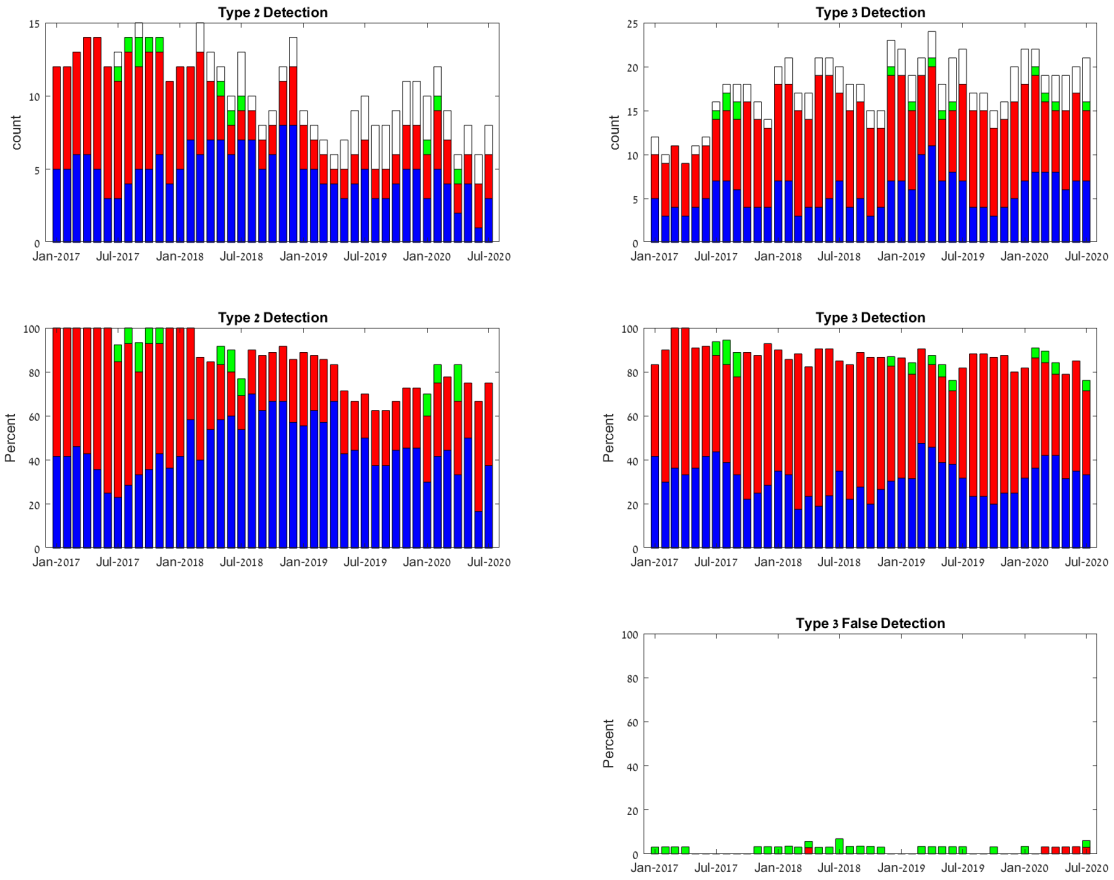 Type 2 Detection
15
10
5
0
count
Jan-2017 Jul-2017 Jan-2018 Jul-2018 Jan-2019 Jul-2019 Jan-2020 Jul-2020
Type 3 Detection
25
20
15
10
5
0
count
Jan-2017 Jul-2017 Jan-2018 Jul-2018 Jan-2019 Jul-2019 Jan-2020 Jul-2020
Type 2 Detection
100
80
60
40
20
0
Percent
Jan-2017 Jul-2017 Jan-2018 Jul-2018 Jan-2019 Jul-2019 Jan-2020 Jul-2020
Type 3 Detection
100
80
60
40
20
0
Percent
Jan-2017 Jul-2017 Jan-2018 Jul-2018 Jan-2019 Jul-2019 Jan-2020 Jul-2020
Type 3 False Detection
100
80
60
40
20
0
Percent
Jan-2017 Jul-2017 Jan-2018 Jul-2018 Jan-2019 Jul-2019 Jan-2020 Jul-2020